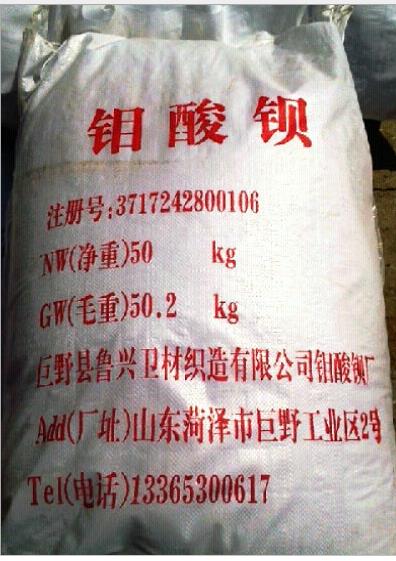 钼酸钡
注册号:3717242800106
NW(净重)50 kg
GW(毛重)50.2 kg
巨野县鲁兴卫材织造有限公司钼酸钡厂
Add(厂址)山东菏泽市巨野工业区2号
Tel(电话)13365300617